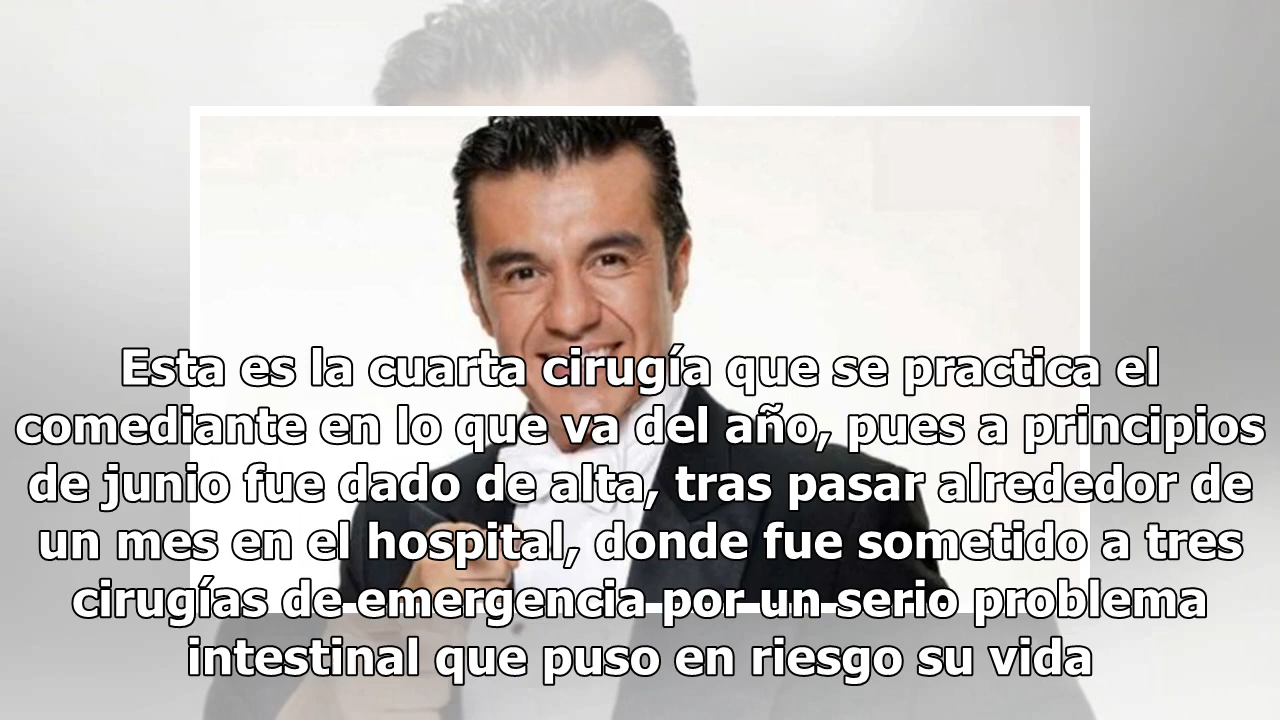 Esta es la cuarta cirugía que se practica el
comediante en lo que va del año, pues a principios
de junio fue dado de alta, tras pasar alrededor de
un mes en el hospital, donde fue sometido a tres
cirugías de emergencia por un serio problema
intestinal que puso en riesgo su vida